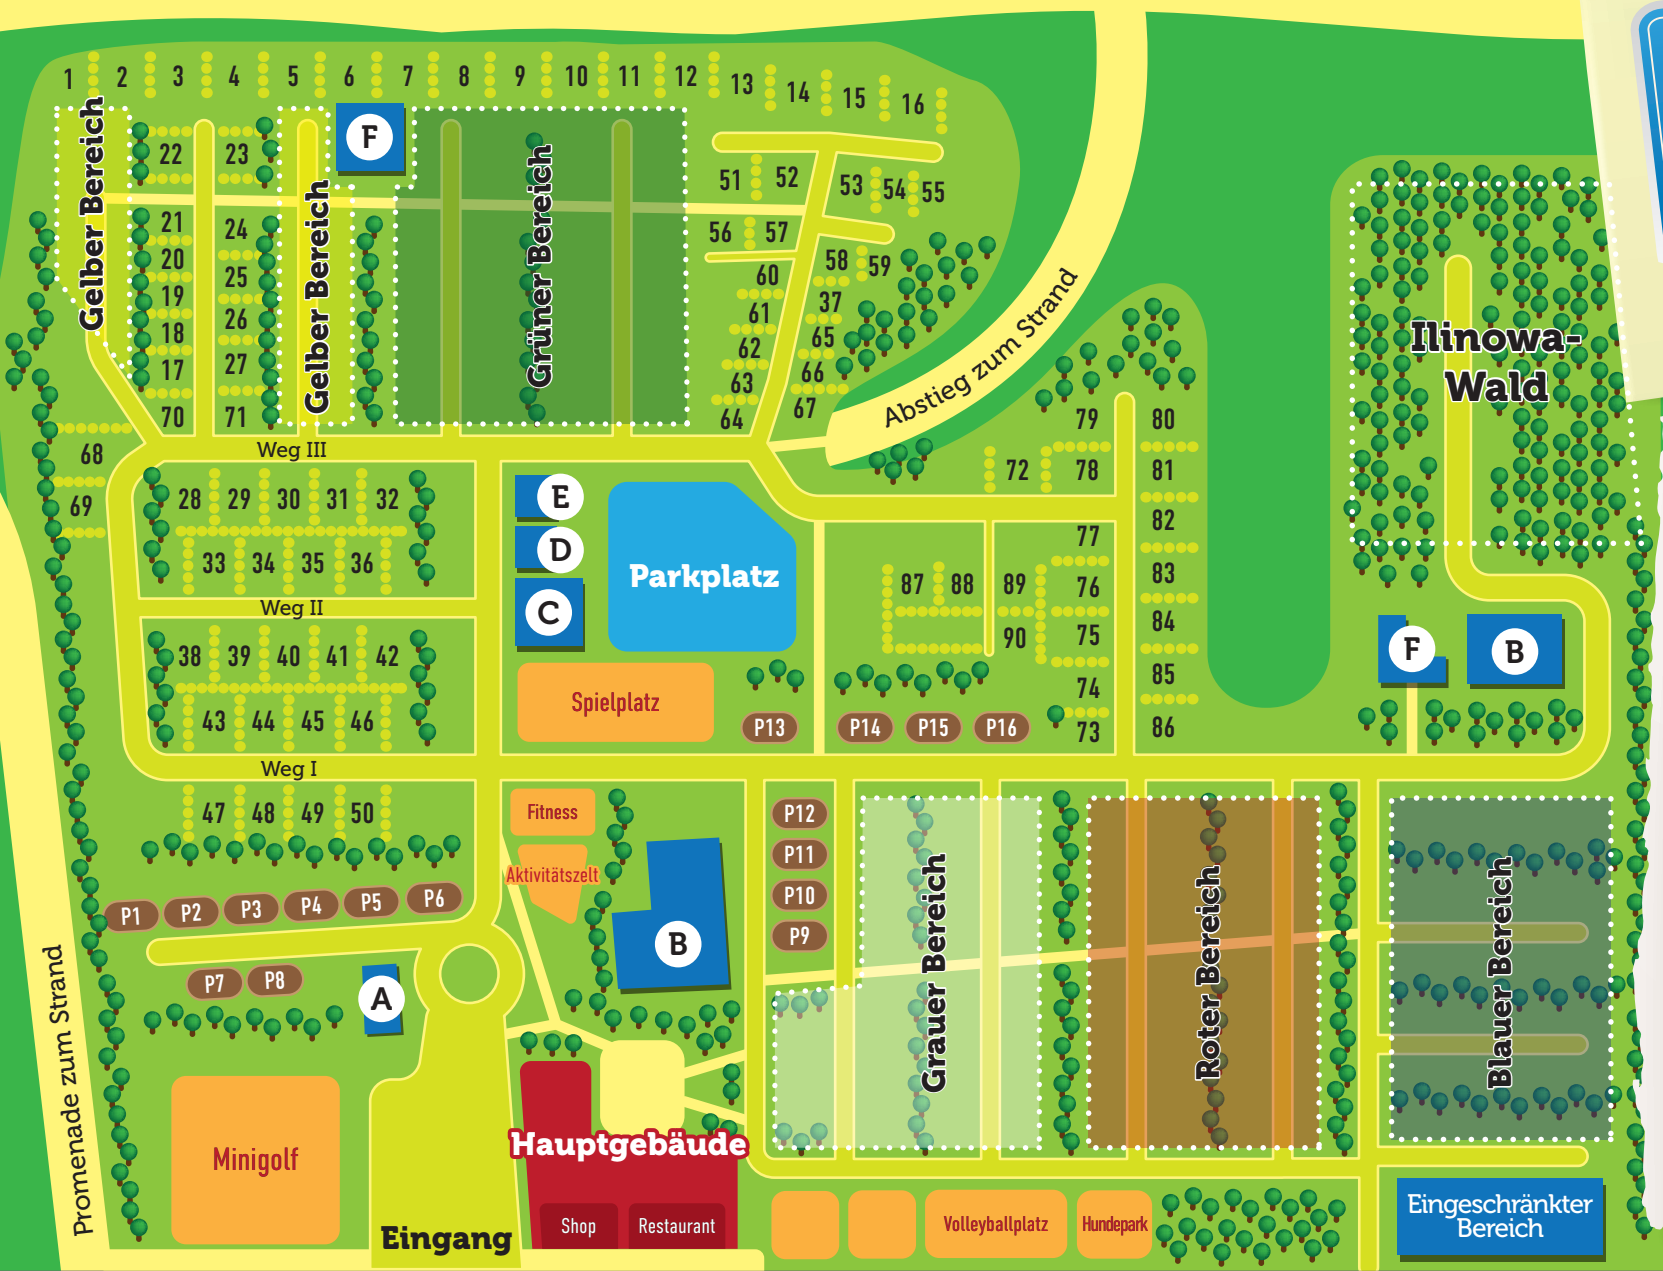 1 2 3 4 5 6 7 8 9 10 11 12 13 14 15 16
22 23
F
51 52 53 54 55
Gelber Bereich
Gelber Bereich
Grüner Bereich
21 24
20 25
19 26
18 27
17
70 71
56 57
58 59
60
61 37
62 65
63 66
64 67
Abstieg zum Strand
Ilinowa-
Wald
68
69
Weg III
28 29 30 31 32
33 34 35 36
Weg II
38 39 40 41 42
43 44 45 46
Weg I
47 48 49 50
E
D
C
Parkplatz
Spielplatz
P13 P14 P15 P16
72
79 80
78 81
82
77
83
76
87 88 89
84
90 75
85
74
73 86
F B
Fitness
Aktivitätszelt
B
P12
P11
P10
P9
Grauer Bereich
Roter Bereich
Blauer Bereich
P1 P2 P3 P4 P5 P6
P7 P8
A
Promenade zum Strand
Minigolf
Eingang
Hauptgebäude
Shop Restaurant
Volleyballplatz
Hundepark
Eingeschränkter
Bereich